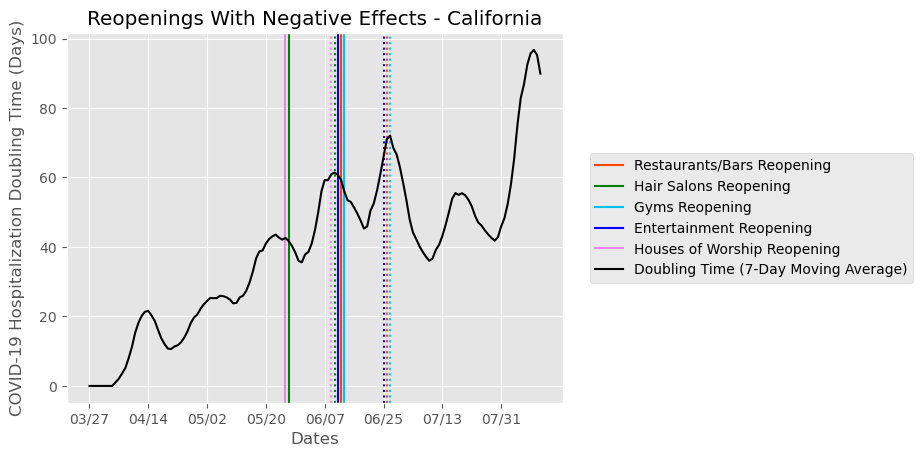 Reopenings With Negative Effects - California
COVID-19 Hospitalization Doubling Time (Days)
100
80
60
40
20
0
03/27 04/14 05/02 05/20 06/07 06/25 07/13 07/31
Dates
Restaurants/Bars Reopening
Hair Salons Reopening
Gyms Reopening
Entertainment Reopening
Houses of Worship Reopening
Doubling Time (7-Day Moving Average)